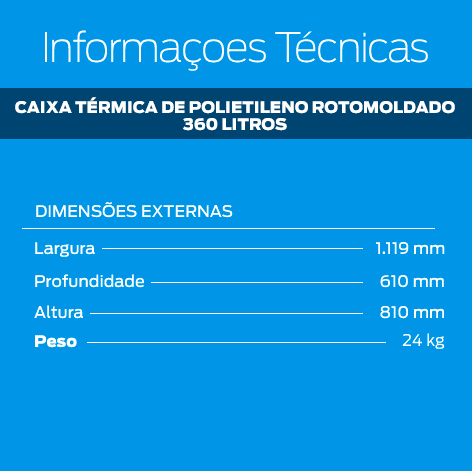 Informaçoes Técnicas
CAIXA TÉRMICA DE POLIETILENO ROTOMOLDADO
360 LITROS
DIMENSÕES EXTERNAS
Largura 1.119 mm
Profundidade 610 mm
Altura 810 mm
Peso 24 kg